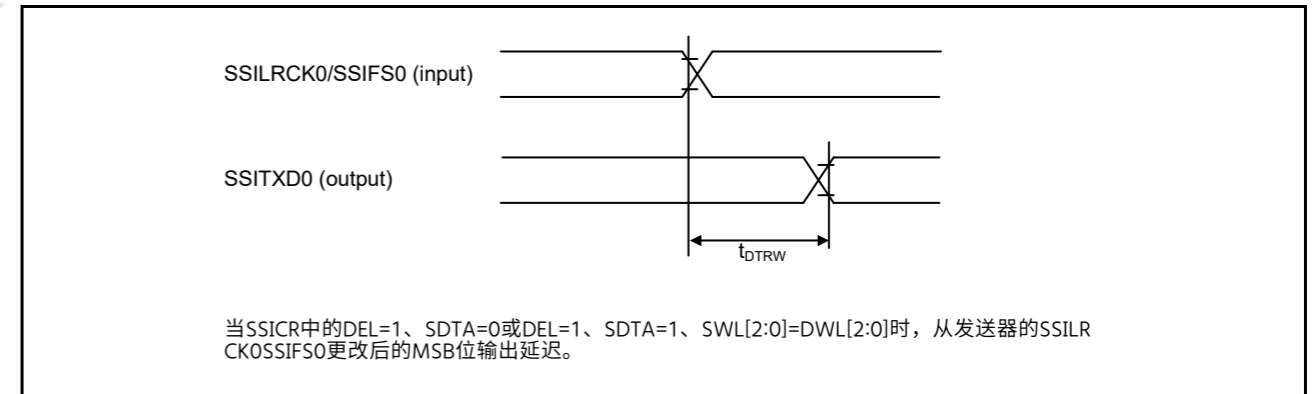 SSILRCK0/SSIFS0 (input)
SSITXD0 (output)
tDTRW
当SSICR中的DEL=1、SDTA=0或DEL=1、SDTA=1、SWL[2:0]=DWL[2:0]时，从发送器的SSILR
CK0SSIFS0更改后的MSB位输出延迟。